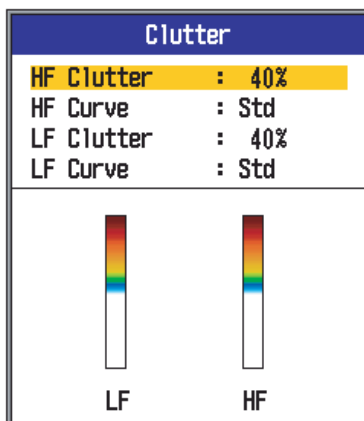 Clutter
HF Clutter : 40%
HF Curve : Std
LF Clutter : 40%
LF Curve : Std
LF HF